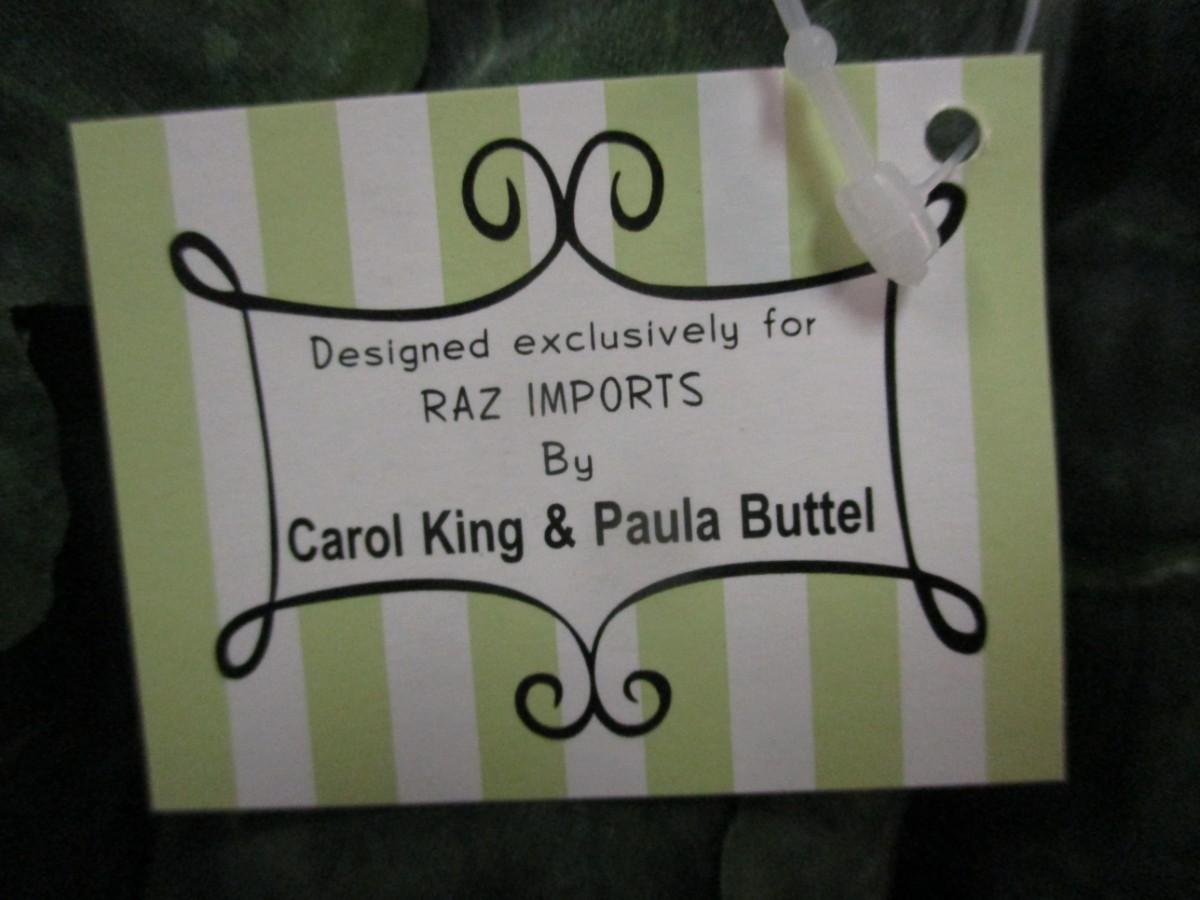 Designed exclusively for
RAZ IMPORTS
By
Carol King & Paula Buttel